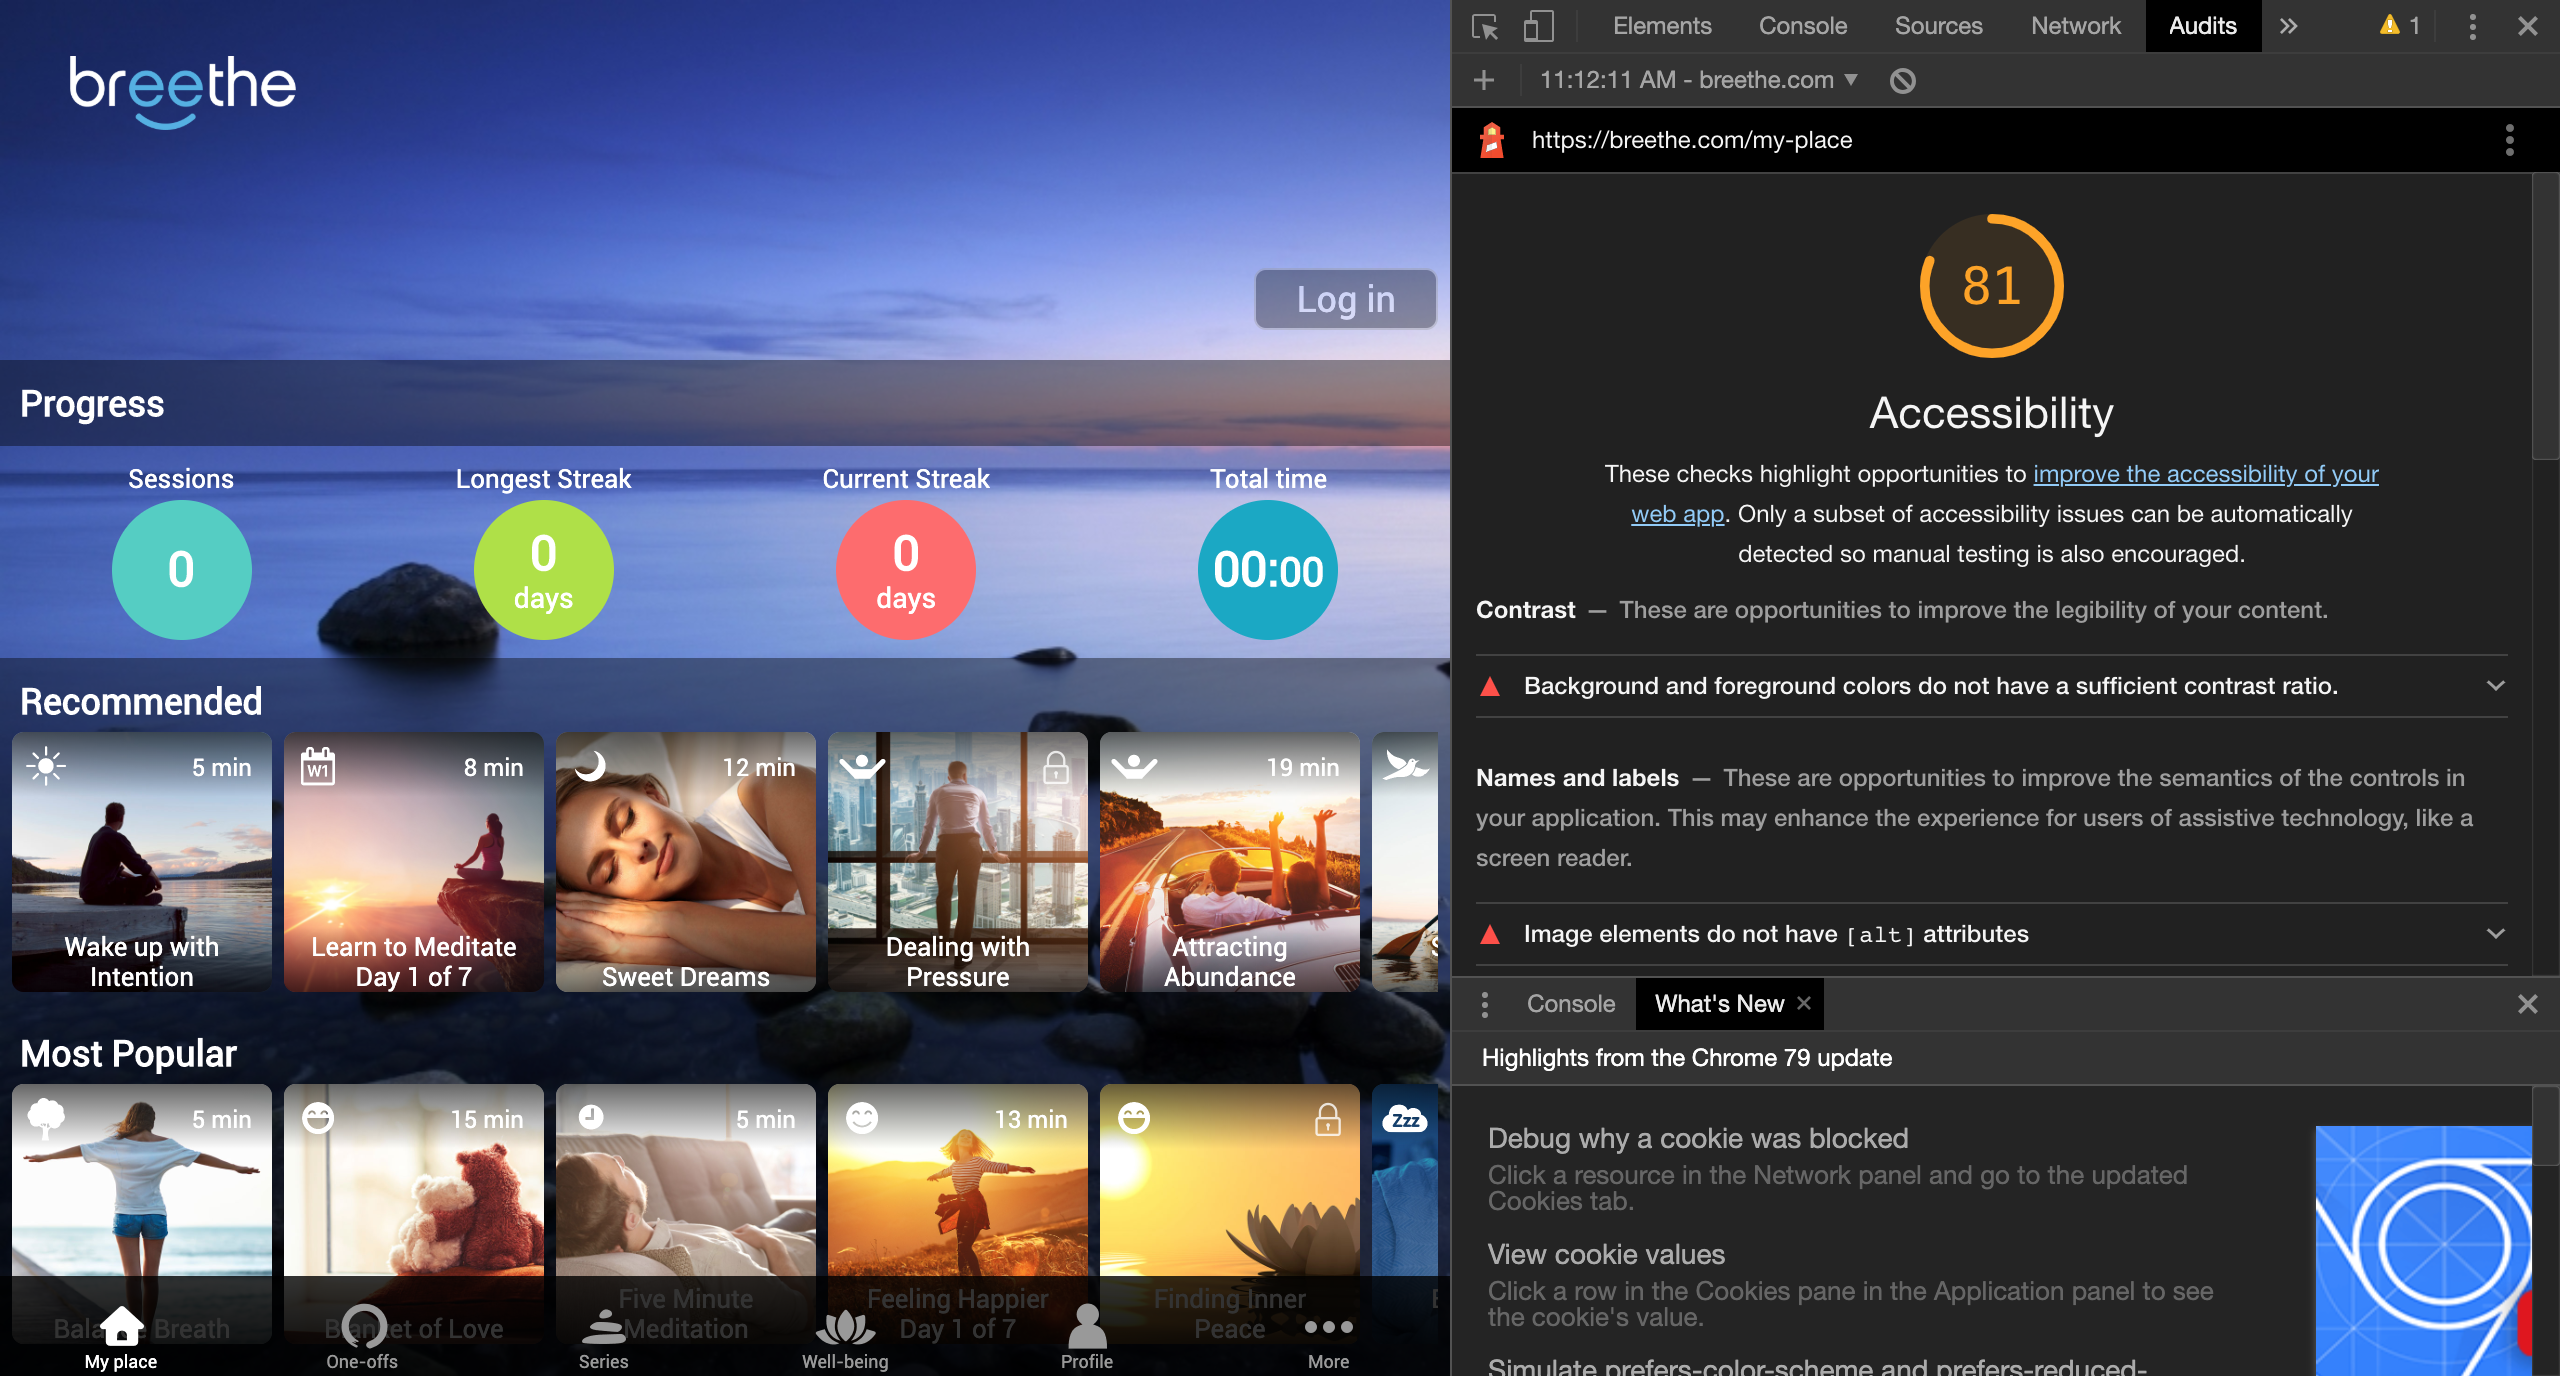 breethe
Log in
Progress
Sessions
Longest Streak
Current Streak
Total time
0
0
days
0
days
00:00
Recommended
5 min
Wake up with
Intention
W1
8 min
Learn to Meditate
Day 1 of 7
12 min
Sweet Dreams
Dealing with
Pressure
19 min
Attracting
Abundance
Most Popular
5 min
Breath
15 min
of Love
5 min
Five Minute
Meditation
13 min
Feeling Happier
Day 1 of 7
Finding Inner
Peace
Zzz
My place
One-offs
Series
Well-being
Profile
More
Elements
Console
Sources
Network
Audits
1
11:12:11 AM - breethe.com
https://breethe.com/my-place
81
Accessibility
These checks highlight opportunities to improve the accessibility of your
web app. Only a subset of accessibility issues can be automatically
detected so manual testing is also encouraged.
Contrast — These are opportunities to improve the legibility of your content.
Background and foreground colors do not have a sufficient contrast ratio.
Names and labels — These are opportunities to improve the semantics of the controls in
your application. This may enhance the experience for users of assistive technology, like a
screen reader.
Image elements do not have [alt] attributes
Console
What's New
Highlights from the Chrome 79 update
Debug why a cookie was blocked
Click a resource in the Network panel and go to the updated
Cookies tab.
View cookie values
Click a row in the Cookies pane in the Application panel to see
the cookie's value.
Simulate prefers-color-scheme and prefers-reduced-